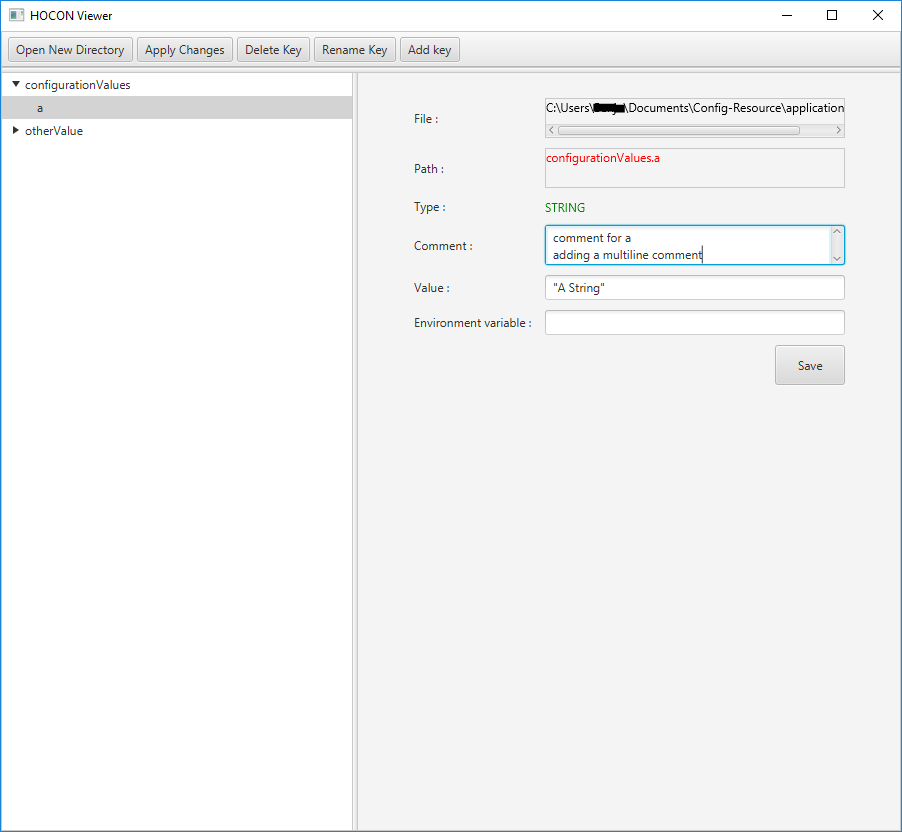 HOCON Viewer
Open New Directory Apply Changes Delete Key Rename Key Add key
configurationValues
a
otherValue
File :
C:\Users\ \Documents\Config-Resource\application
Path :
configurationValues.a
Type :
STRING
Comment :
comment for a
adding a multiline comment
Value :
"A String"
Environment variable :
Save